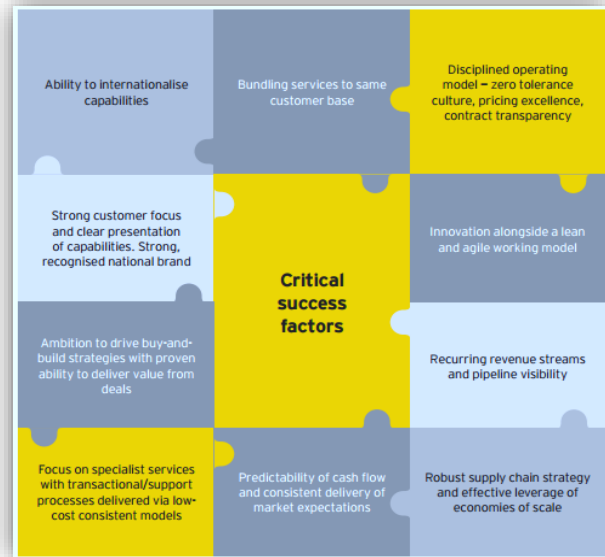 Ability to internationalise
capabilities
Bundling services to same
customer base
Disciplined operating
model – zero tolerance
culture, pricing excellence,
contract transparency
Strong customer focus
and clear presentation
of capabilities. Strong,
recognised national brand
Critical
success
factors
Innovation alongside a lean
and agile working model
Ambition to drive buy-and-
build strategies with proven
ability to deliver value from
deals
Recurring revenue streams
and pipeline visibility
Focus on specialist services
with transactional/support
processes delivered via low-
cost consistent models
Predictability of cash flow
and consistent delivery of
market expectations
Robust supply chain strategy
and effective leverage of
economies of scale